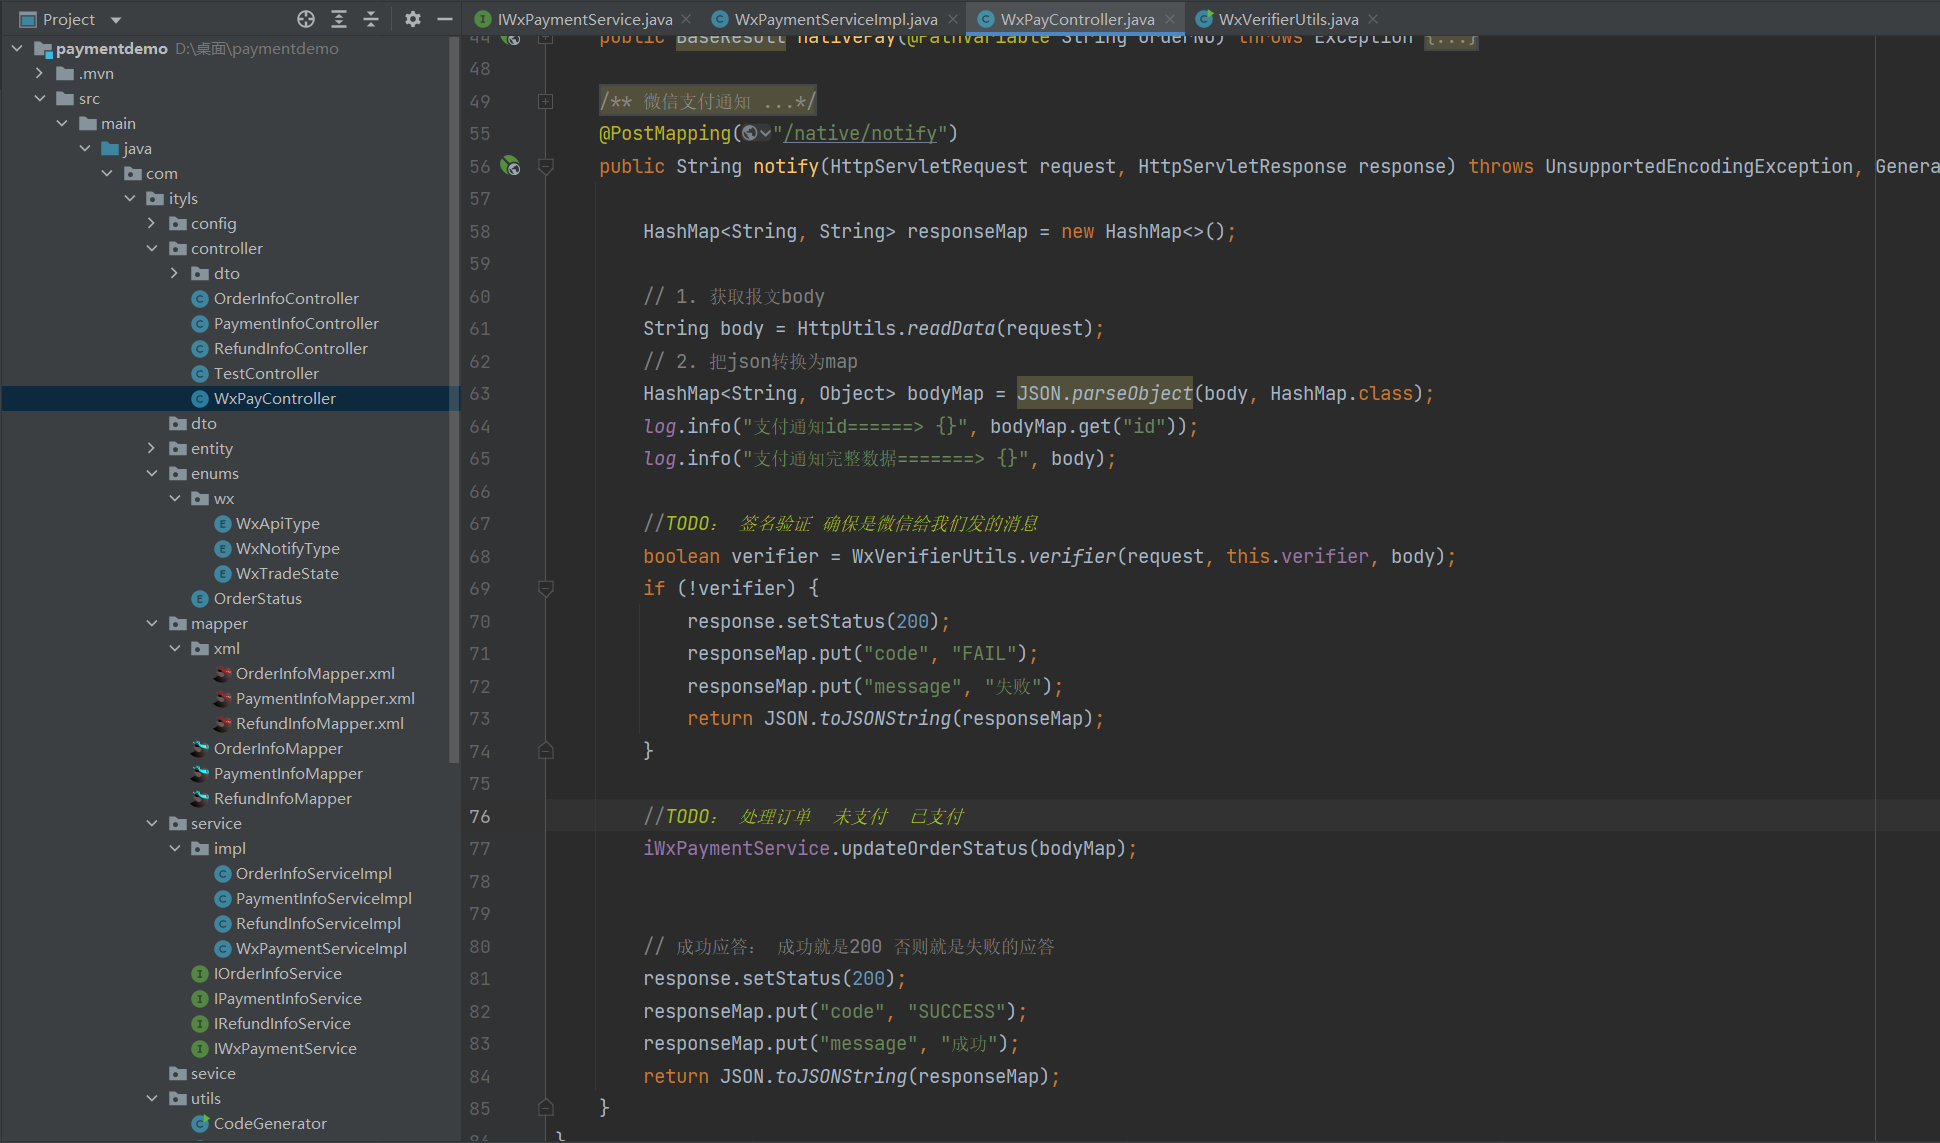 Project
IWxPaymentService.java
WxPaymentServiceImpl.java
WxPayController.java
WxVerifierUtils.java
paymentdemo D:\桌面\paymentdemo
.mvn
src
main
java
com
ityls
config
controller
dto
OrderInfoController
PaymentInfoController
RefundInfoController
TestController
WxPayController
dto
entity
enums
wx
WxApiType
WxNotifyType
WxTradeState
OrderStatus
mapper
xml
OrderInfoMapper.xml
PaymentInfoMapper.xml
RefundInfoMapper.xml
OrderInfoMapper
PaymentInfoMapper
RefundInfoMapper
service
impl
OrderInfoServiceImpl
PaymentInfoServiceImpl
RefundInfoServiceImpl
WxPaymentServiceImpl
IOrderInfoService
IPaymentInfoService
IRefundInfoService
IWxPaymentService
sevice
utils
CodeGenerator
44 public BaseResult nativePay(@PathVariable String orderNo) throws Exception {...}
48
49 /** 微信支付通知 ...*/
55 @PostMapping("/native/notify")
56 public String notify(HttpServletRequest request, HttpServletResponse response) throws UnsupportedEncodingException, Genera
57
58 HashMap<String, String> responseMap = new HashMap<>();
59
60 // 1. 获取报文body
61 String body = HttpUtils.readData(request);
62 // 2. 把json转换为map
63 HashMap<String, Object> bodyMap = JSON.parseObject(body, HashMap.class);
64 log.info("支付通知id======> {}", bodyMap.get("id"));
65 log.info("支付通知完整数据=======> {}", body);
66
67 //TODO: 签名验证 确保是微信给我们发的消息
68 boolean verifier = WxVerifierUtils.verifier(request, this.verifier, body);
69 if (!verifier) {
70 response.setStatus(200);
71 responseMap.put("code", "FAIL");
72 responseMap.put("message", "失败");
73 return JSON.toJSONString(responseMap);
74 }
75
76 //TODO: 处理订单 未支付 已支付
77 iWxPaymentService.updateOrderStatus(bodyMap);
78
79
80 // 成功应答: 成功就是200 否则就是失败的应答
81 response.setStatus(200);
82 responseMap.put("code", "SUCCESS");
83 responseMap.put("message", "成功");
84 return JSON.toJSONString(responseMap);
85 }
86 }